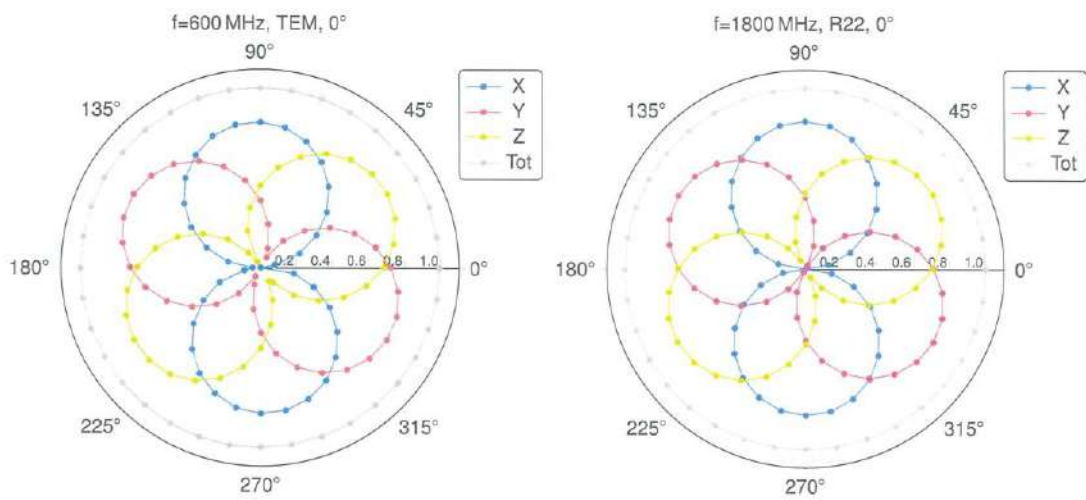 f=600 MHz, TEM, 0°
90°
135°
45°
X
Y
Z
Tot
180°
0.2 0.4 0.6 0.8 1.0
0°
225°
315°
270°
f=1800 MHz, R22, 0°
90°
135°
45°
X
Y
Z
Tot
180°
0.2 0.4 0.6 0.8 1.0
0°
225°
315°
270°